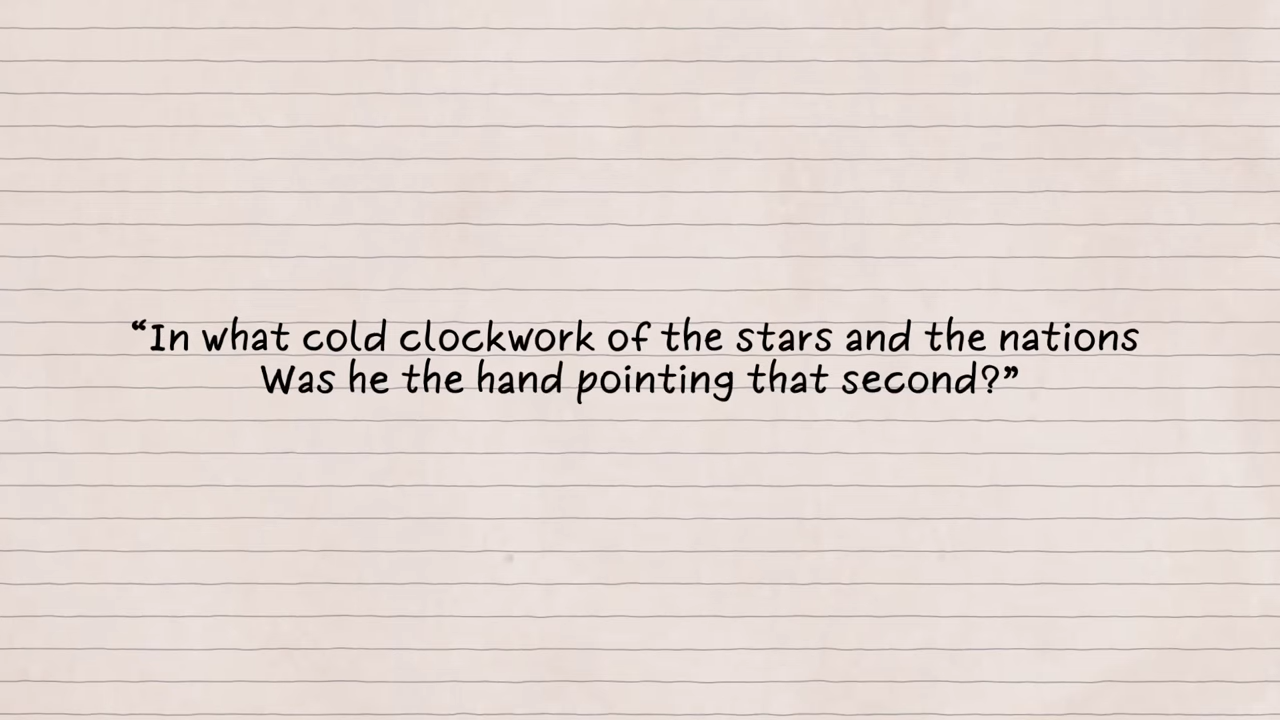 “In what cold clockwork of the stars and the nations
Was he the hand pointing that second?”